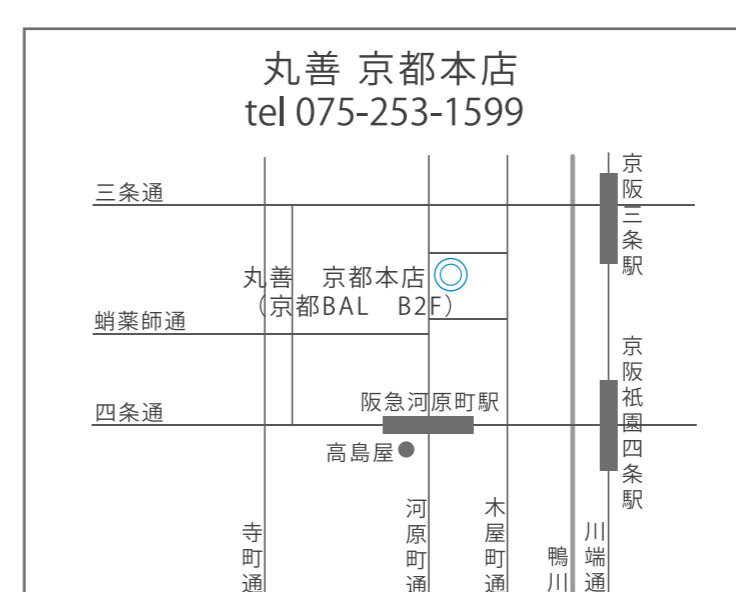 丸善 京都本店
tel 075-253-1599
三条通
京阪三条駅
丸善　京都本店
（京都BAL　B2F）
蛸薬師通
京阪祇園四条駅
四条通
阪急河原町駅
高島屋
寺町通
河原町通
木屋町通
鴨川
川端通